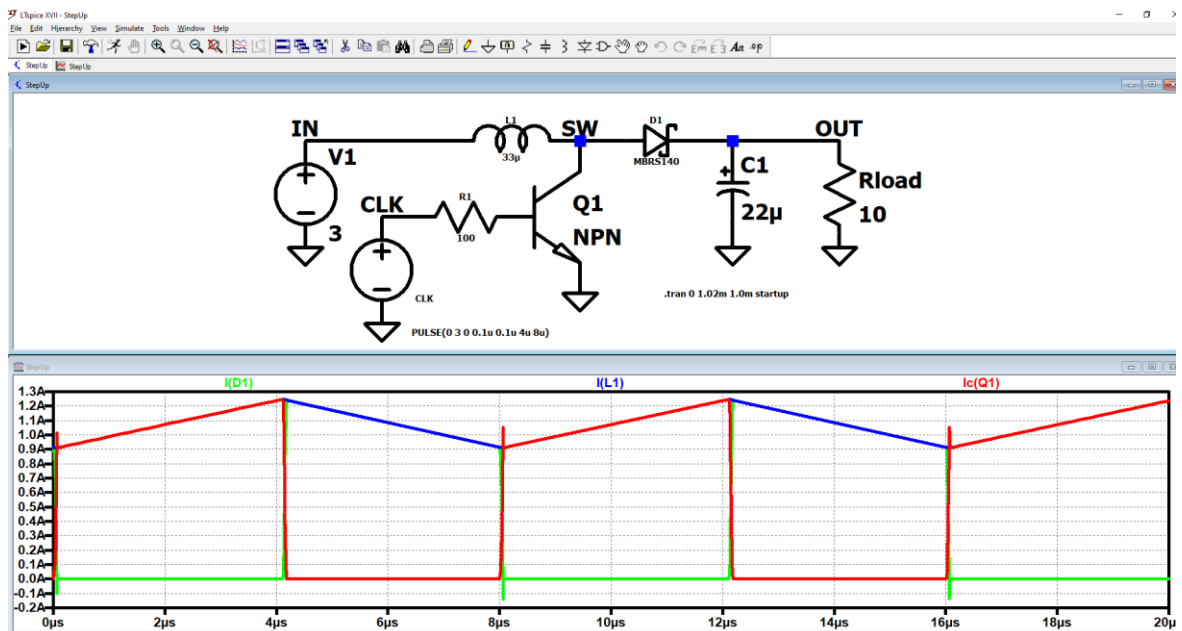 LTspice XVII - StepUp
File Edit Hierarchy View Simulate Tools Window Help
StepUp StepUp
StepUp
IN
V1
3
L1
33µ
SW
D1
MBRS140
OUT
CLK
R1
100
Q1
NPN
C1
22µ
Rload
10
CLK
PULSE(0 3 0 0.1u 0.1u 4u 8u)
.tran 0 1.02m 1.0m startup
StepUp
I(D1) I(L1) Ic(Q1)
1.3A
1.2A
1.1A
1.0A
0.9A
0.8A
0.7A
0.6A
0.5A
0.4A
0.3A
0.2A
0.1A
0.0A
-0.1A
-0.2A
0µs 2µs 4µs 6µs 8µs 10µs 12µs 14µs 16µs 18µs 20µs